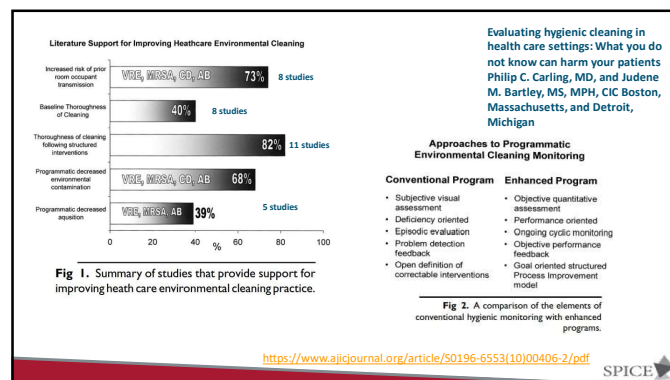 Literature Support for Improving Heathcare Environmental Cleaning
Increased risk of prior
room occupant
transmission
VRE, MRSA, CD, AB 73%
8 studies
Baseline Thoroughness
of Cleaning
40%
8 studies
Thoroughness of cleaning
following structured
interventions
82%
11 studies
Programmatic decreased
environmental
contamination
VRE, MRSA, CD, AB 68%
Programmatic decreased
aqusition
VRE, MRSA, AB 39%
5 studies
0 20 40 60 80 100
%
Fig 1. Summary of studies that provide support for
improving heath care environmental cleaning practice.
Evaluating hygienic cleaning in
health care settings: What you do
not know can harm your patients
Philip C. Carling, MD, and Judene
M. Bartley, MS, MPH, CIC Boston,
Massachusetts, and Detroit,
Michigan
Approaches to Programmatic
Environmental Cleaning Monitoring
Conventional Program
• Subjective visual
assessment
• Deficiency oriented
• Episodic evaluation
• Problem detection
feedback
• Open definition of
correctable interventions
Enhanced Program
• Objective quantitative
assessment
• Performance oriented
• Ongoing cyclic monitoring
• Objective performance
feedback
• Goal oriented structured
Process Improvement
model
Fig 2. A comparison of the elements of
conventional hygienic monitoring with enhanced
programs.
https://www.ajicjournal.org/article/S0196-6553(10)00406-2/pdf
SPICE